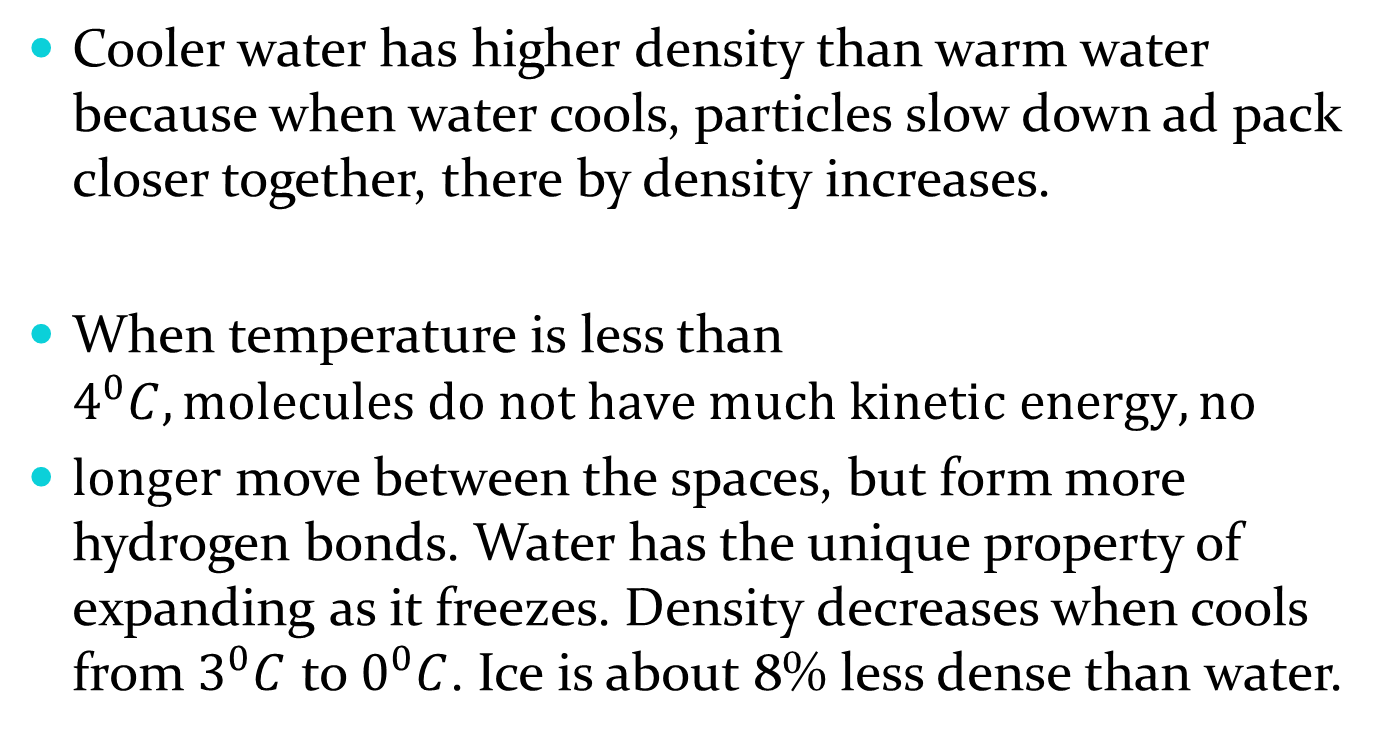 • Cooler water has higher density than warm water
because when water cools, particles slow down ad pack
closer together, there by density increases.
• When temperature is less than
4⁰C, molecules do not have much kinetic energy, no
• longer move between the spaces, but form more
hydrogen bonds. Water has the unique property of
expanding as it freezes. Density decreases when cools
from 3⁰C to 0⁰C. Ice is about 8% less dense than water.